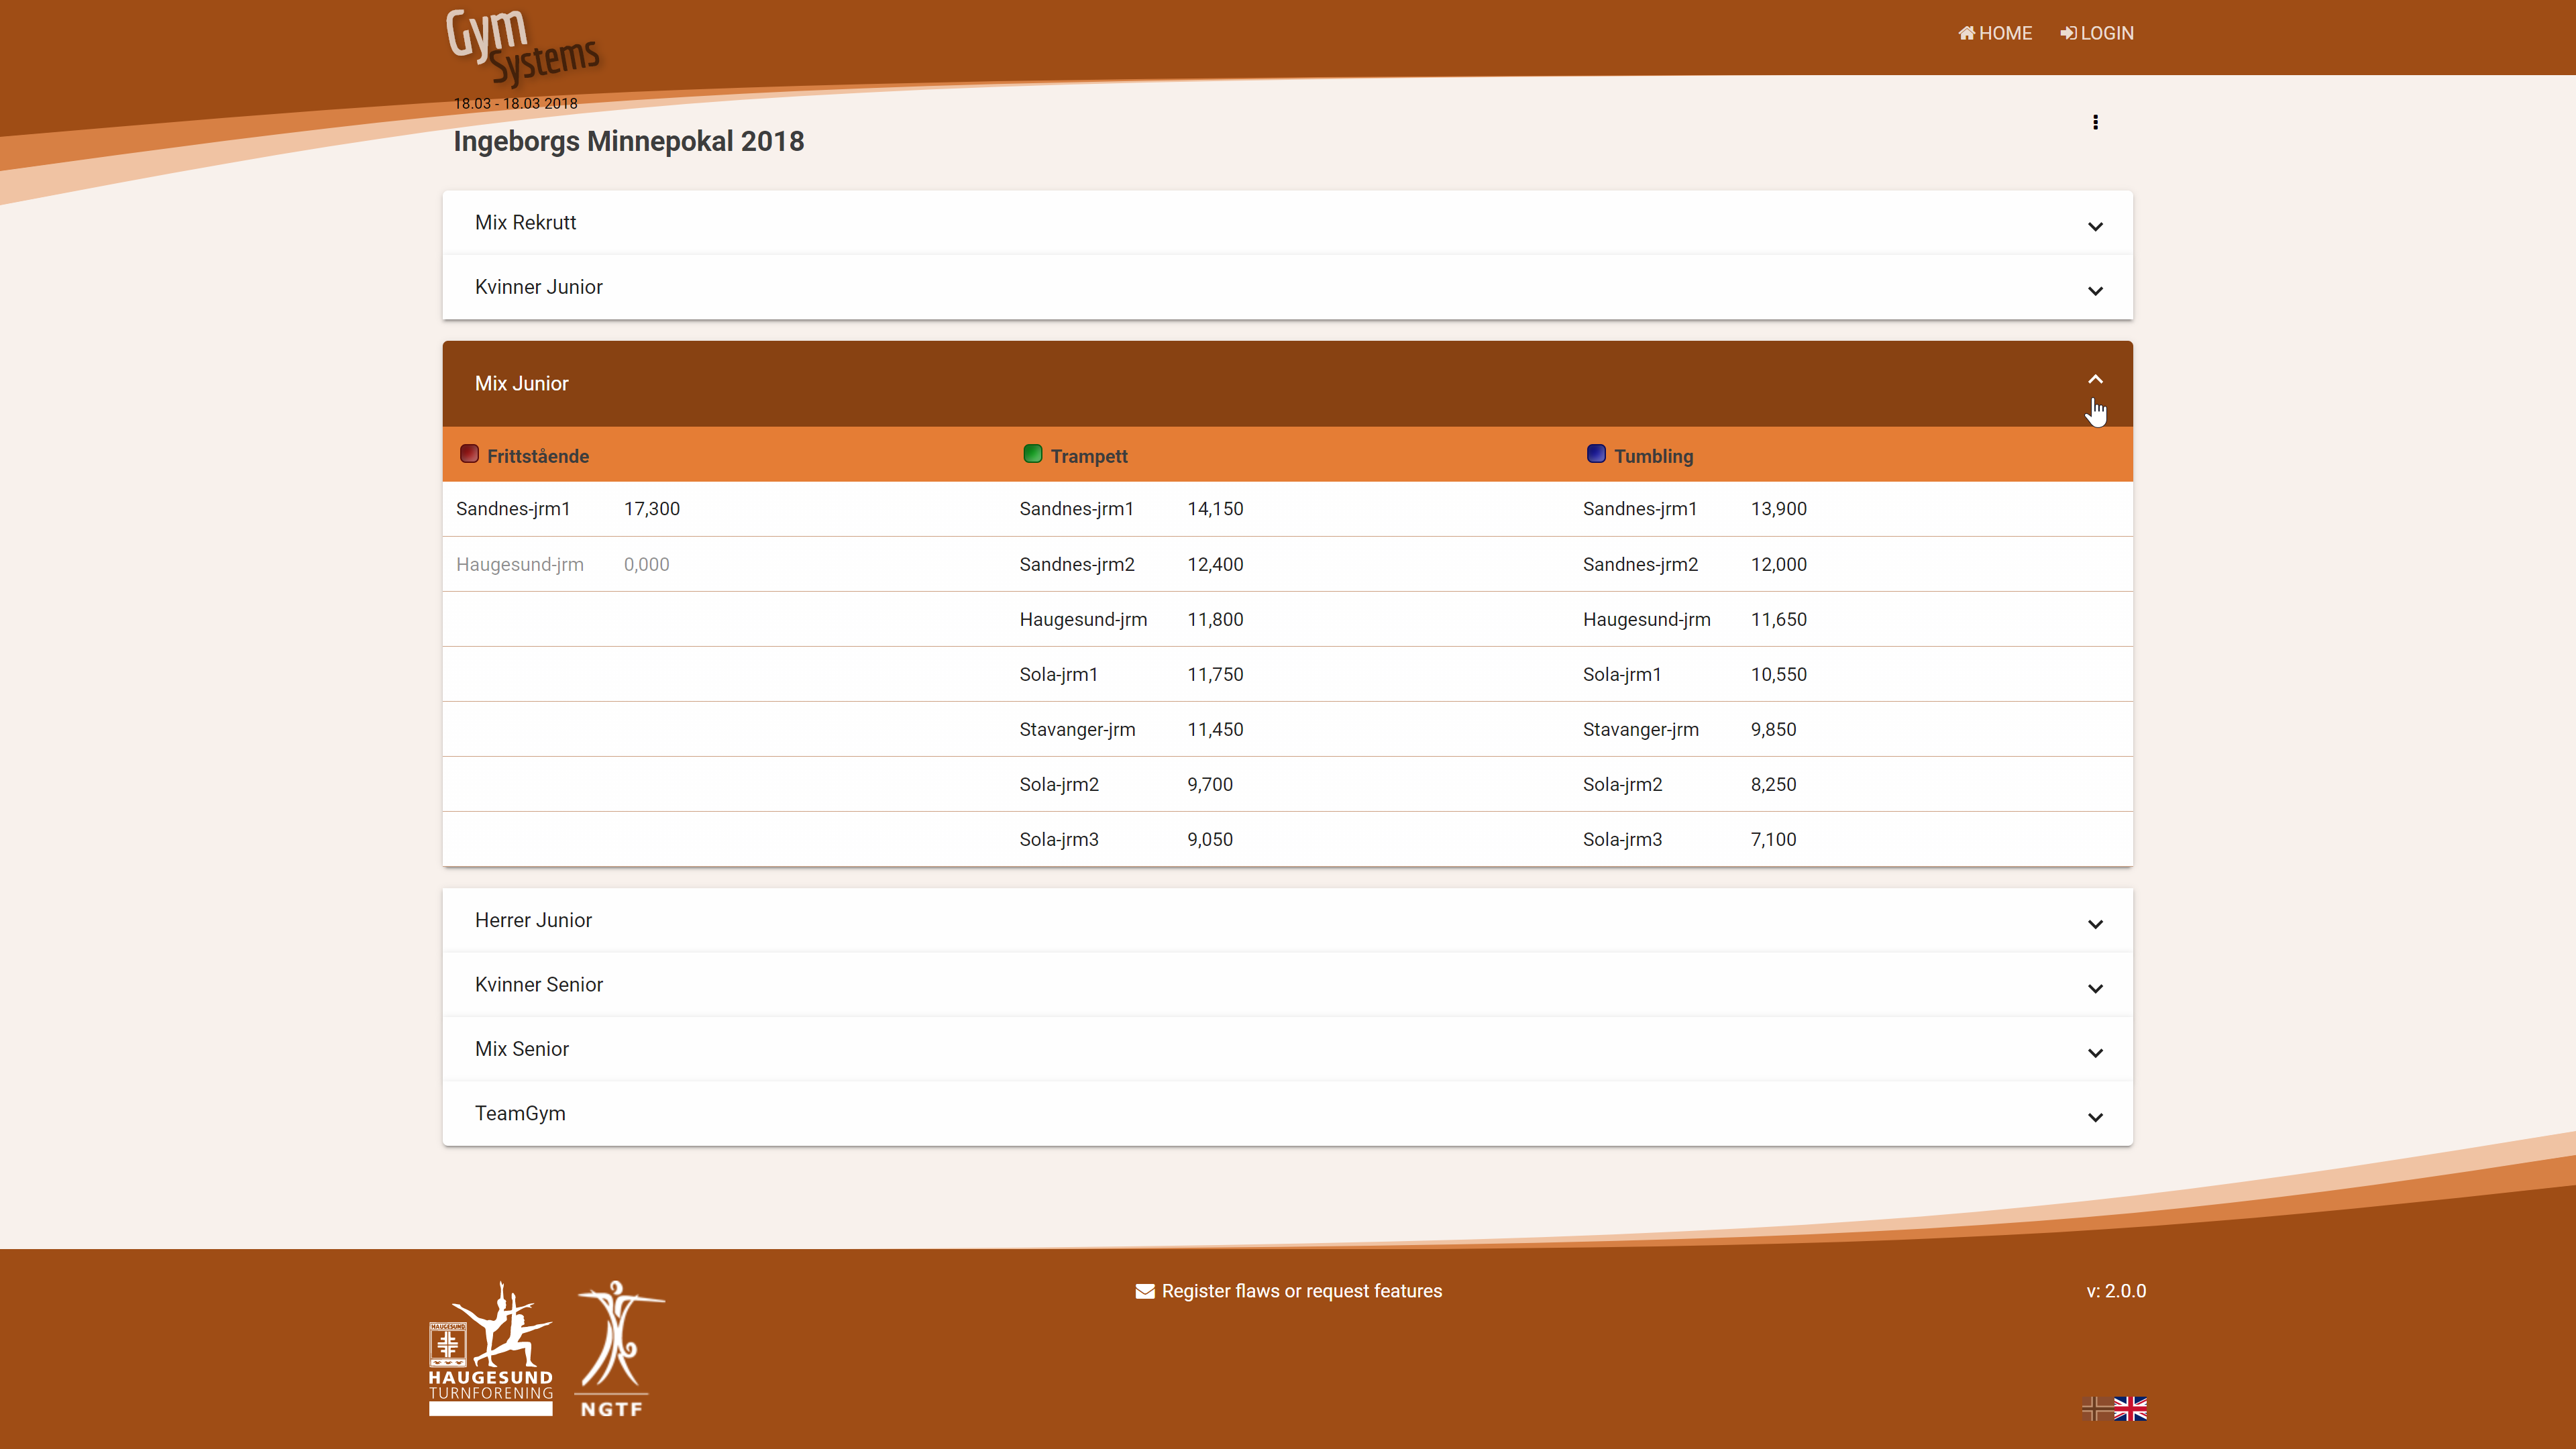 Gym
Systems
HOME
LOGIN
18.03 - 18.03 2018
Ingeborgs Minnepokal 2018
Mix Rekrutt
Kvinner Junior
Mix Junior
Frittstående Trampett Tumbling
Sandnes-jrm1 17,300 Sandnes-jrm1 14,150 Sandnes-jrm1 13,900
Haugesund-jrm 0,000 Sandnes-jrm2 12,400 Sandnes-jrm2 12,000
Haugesund-jrm 11,800 Haugesund-jrm 11,650
Sola-jrm1 11,750 Sola-jrm1 10,550
Stavanger-jrm 11,450 Stavanger-jrm 9,850
Sola-jrm2 9,700 Sola-jrm2 8,250
Sola-jrm3 9,050 Sola-jrm3 7,100
Herrer Junior
Kvinner Senior
Mix Senior
TeamGym
Register flaws or request features
v: 2.0.0
HAUGESUND
HAUGESUND
TURNFORENING
NGTF